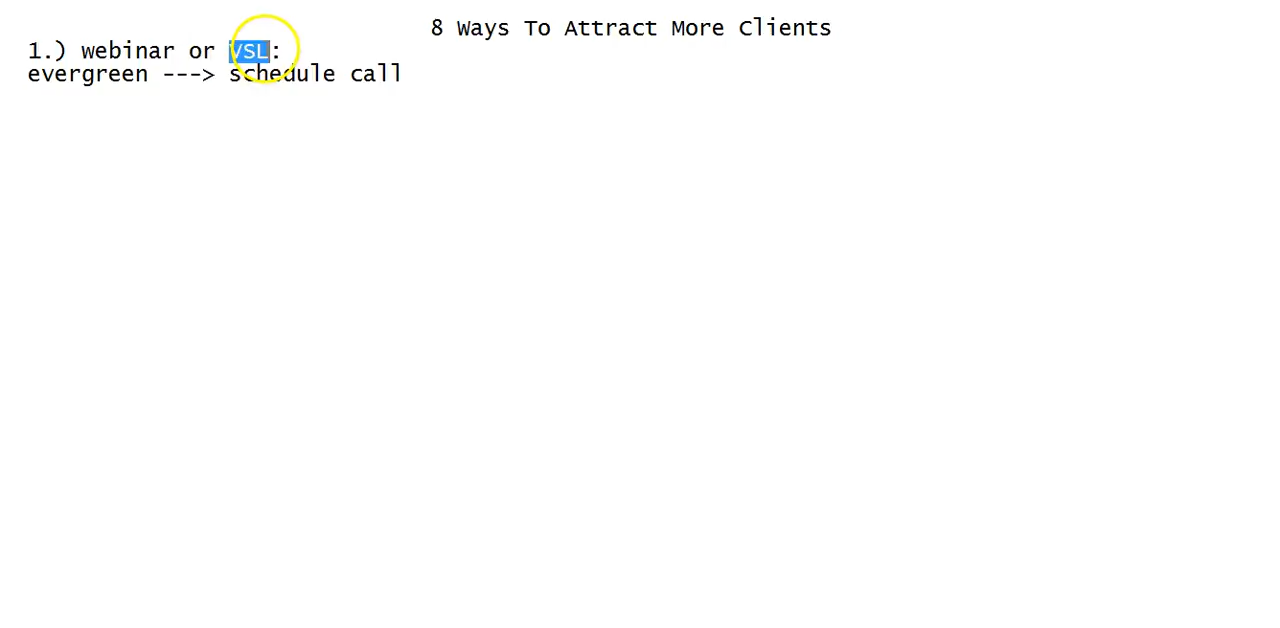 8 Ways To Attract More Clients
1.) webinar or VSL:
evergreen ---> schedule call